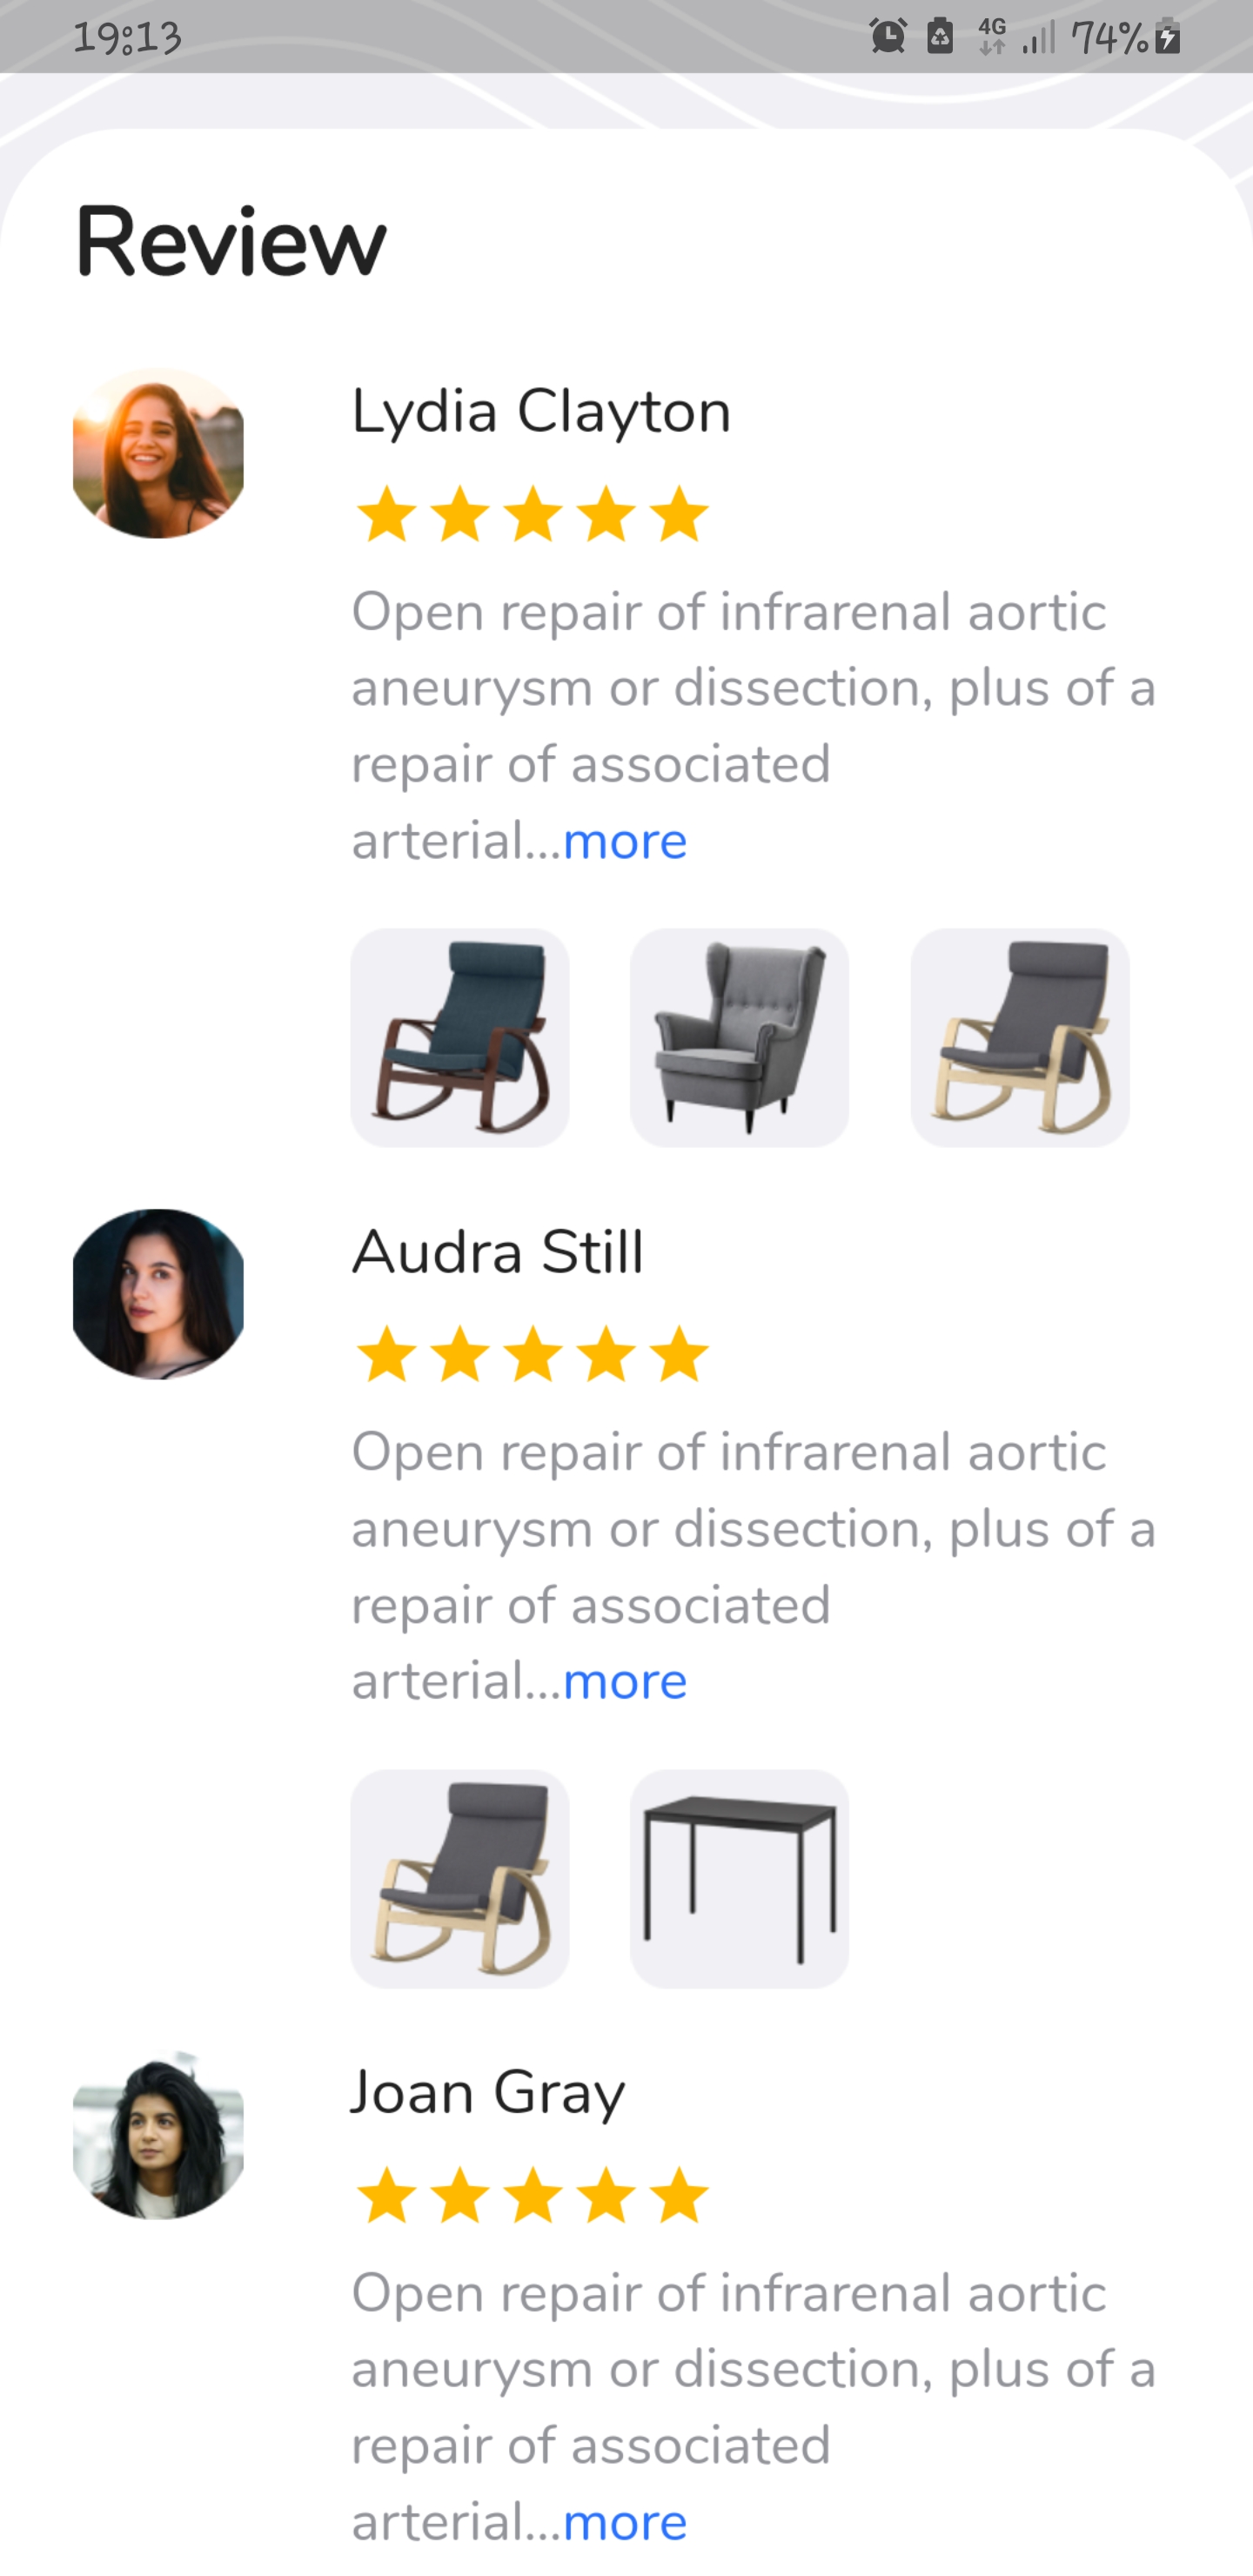 19:13
4G
74%
Review
Lydia Clayton
Open repair of infrarenal aortic
aneurysm or dissection, plus of a
repair of associated
arterial...more
Audra Still
Open repair of infrarenal aortic
aneurysm or dissection, plus of a
repair of associated
arterial...more
Joan Gray
Open repair of infrarenal aortic
aneurysm or dissection, plus of a
repair of associated
arterial...more